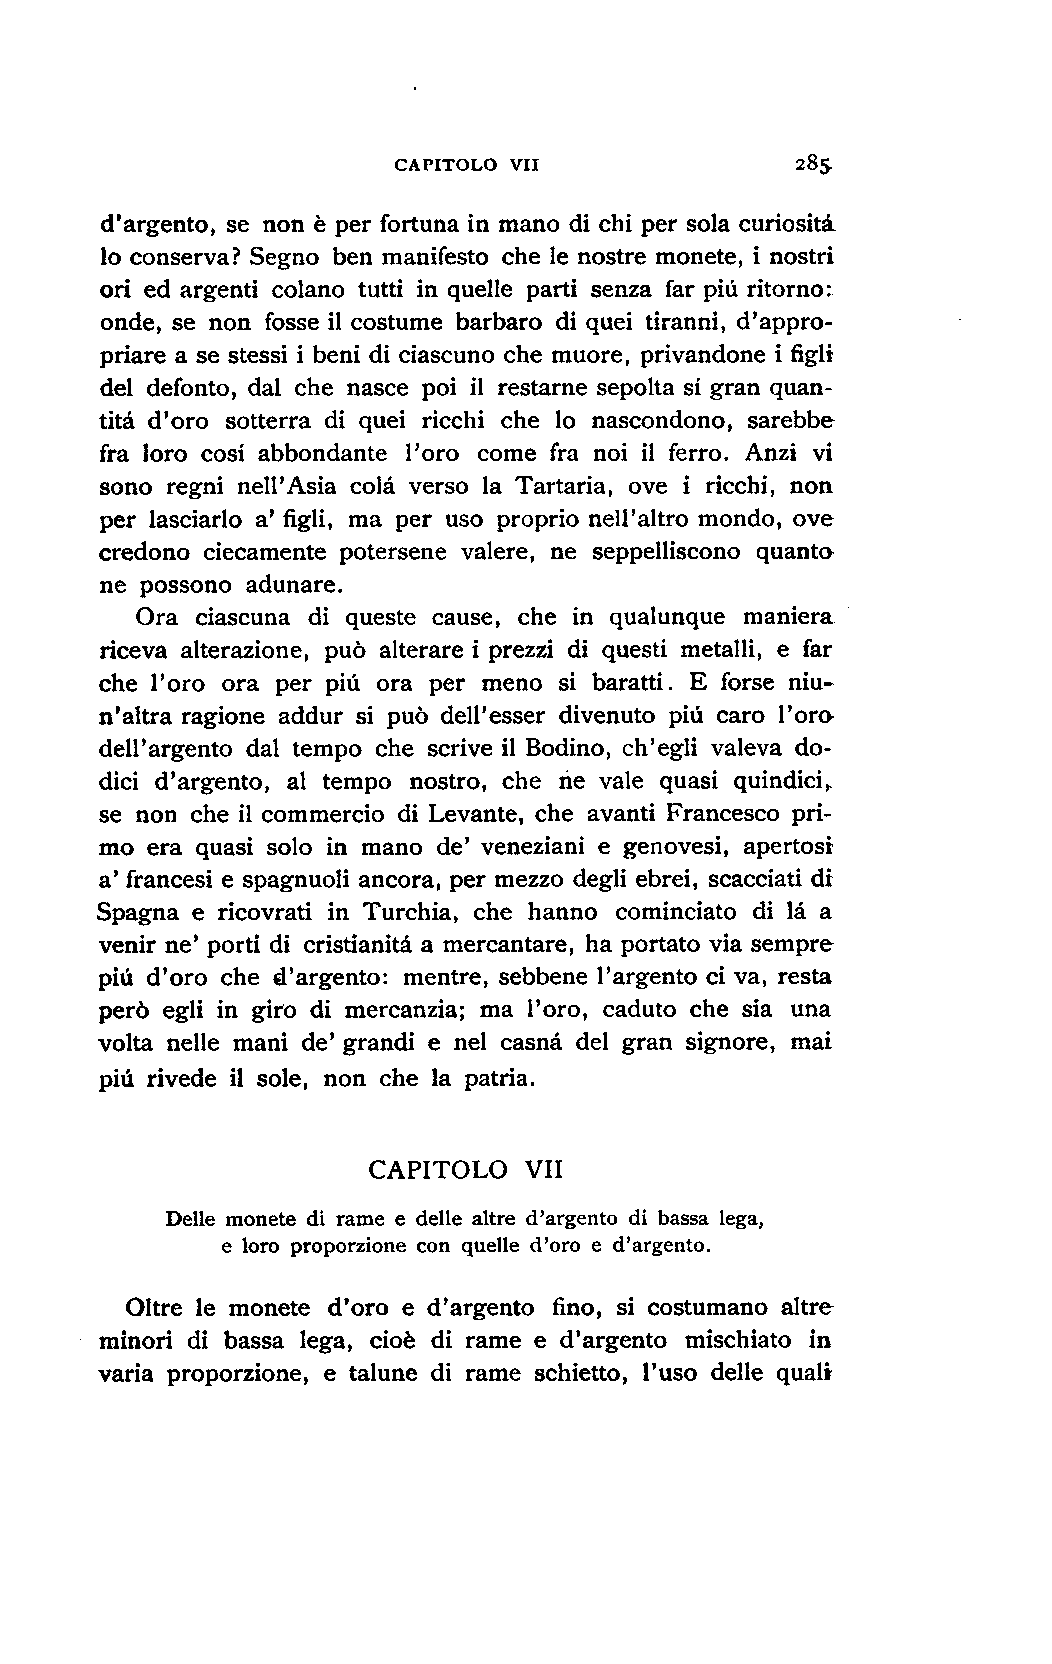 CAPITOLO VII 285
d'argento, se non è per fortuna in mano di chi per sola curiositá
lo conserva? Segno ben manifesto che le nostre monete, i nostri
ori ed argenti colano tutti in quelle parti senza far piú ritorno:
onde, se non fosse il costume barbaro di quei tiranni, d'appro-
priare a se stessi i beni di ciascuno che muore, privandone i figli
del defonto, dal che nasce poi il restarne sepolta sí gran quan-
titá d'oro sotterra di quei ricchi che lo nascondono, sarebbe
fra loro cosí abbondante l'oro come fra noi il ferro. Anzi vi
sono regni nell'Asia colá verso la Tartaria, ove i ricchi, non
per lasciarlo a' figli, ma per uso proprio nell'altro mondo, ove
credono ciecamente potersene valere, ne seppelliscono quanto
ne possono adunare.
Ora ciascuna di queste cause, che in qualunque maniera
riceva alterazione, può alterare i prezzi di questi metalli, e far
che l'oro ora per piú ora per meno si baratti. E forse niu-
n'altra ragione addur si può dell'esser divenuto piú caro l'oro
dell'argento dal tempo che scrive il Bodino, ch'egli valeva do-
dici d'argento, al tempo nostro, che ne vale quasi quindici,
se non che il commercio di Levante, che avanti Francesco pri-
mo era quasi solo in mano de' veneziani e genovesi, apertosi
a' francesi e spagnuoli ancora, per mezzo degli ebrei, scacciati di
Spagna e ricovrati in Turchia, che hanno cominciato di lá a
venir ne' porti di cristianitá a mercantare, ha portato via sempre
piú d'oro che d'argento: mentre, sebbene l'argento ci va, resta
però egli in giro di mercanzia; ma l'oro, caduto che sia una
volta nelle mani de' grandi e nel casná del gran signore, mai
piú rivede il sole, non che la patria.
CAPITOLO VII
Delle monete di rame e delle altre d'argento di bassa lega,
e loro proporzione con quelle d'oro e d'argento.
Oltre le monete d'oro e d'argento fino, si costumano altre
minori di bassa lega, cioè di rame e d'argento mischiato in
varia proporzione, e talune di rame schietto, l'uso delle quali